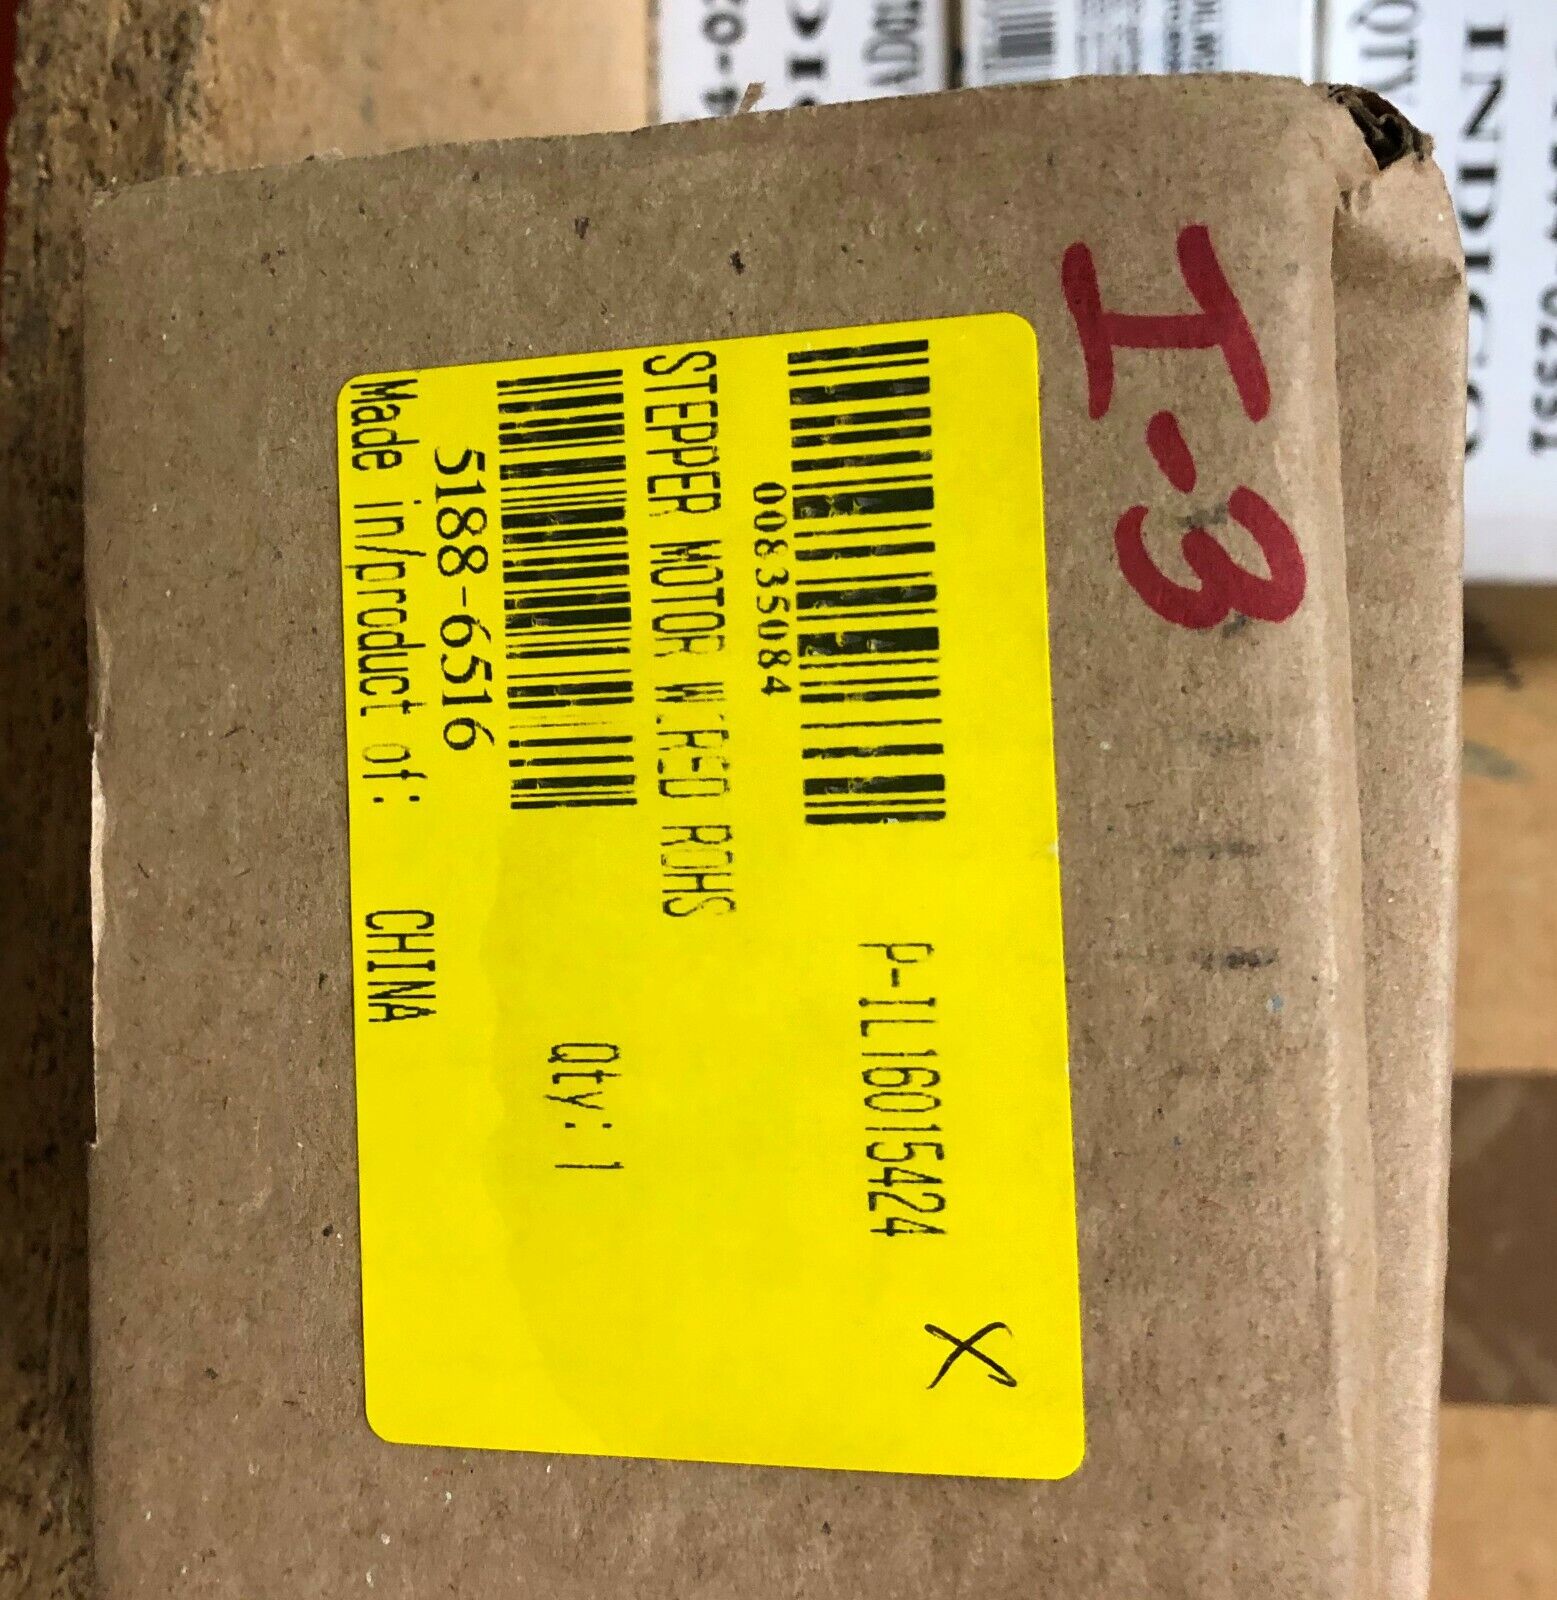 I-3
P-IL16015424
X
00835084
STEPPER MOTOR WIRED ROHS
Qty: 1
5188-6516
Made in/product of: CHINA
INDIGO
QTY